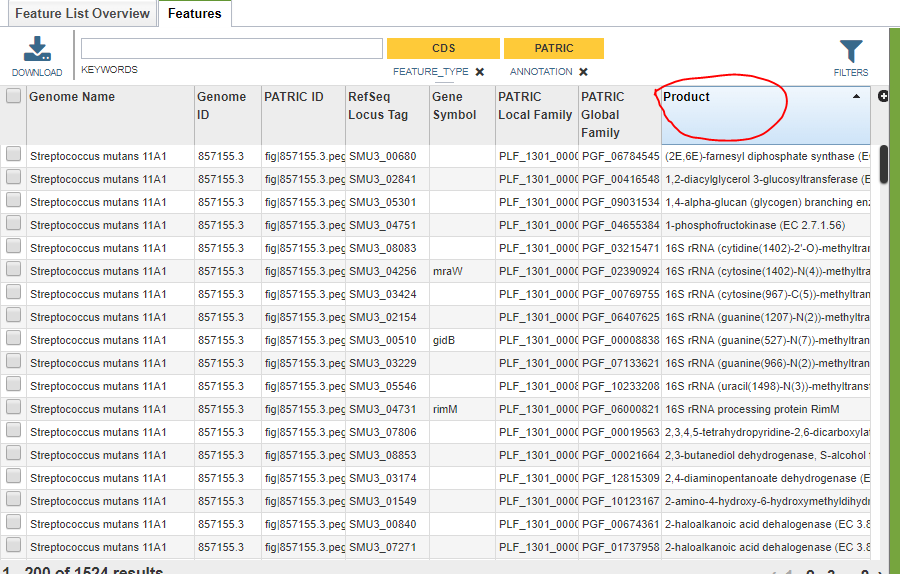 Feature List Overview Features
CDS PATRIC
DOWNLOAD KEYWORDS FEATURE_TYPE ✕ ANNOTATION ✕ FILTERS
Genome Name Genome ID PATRIC ID RefSeq Locus Tag Gene Symbol PATRIC Local Family PATRIC Global Family Product
Streptococcus mutans 11A1 857155.3 fig|857155.3.peg SMU3_00680 PLF_1301_0000 PGF_06784545 (2E,6E)-farnesyl diphosphate synthase (E
Streptococcus mutans 11A1 857155.3 fig|857155.3.peg SMU3_02841 PLF_1301_0000 PGF_00416548 1,2-diacylglycerol 3-glucosyltransferase (E
Streptococcus mutans 11A1 857155.3 fig|857155.3.peg SMU3_05301 PLF_1301_0000 PGF_09031534 1,4-alpha-glucan (glycogen) branching enz
Streptococcus mutans 11A1 857155.3 fig|857155.3.peg SMU3_04751 PLF_1301_0000 PGF_04655384 1-phosphofructokinase (EC 2.7.1.56)
Streptococcus mutans 11A1 857155.3 fig|857155.3.peg SMU3_08083 PLF_1301_0000 PGF_03215471 16S rRNA (cytidine(1402)-2'-O)-methyltran
Streptococcus mutans 11A1 857155.3 fig|857155.3.peg SMU3_04256 mraW PLF_1301_0000 PGF_02390924 16S rRNA (cytosine(1402)-N(4))-methyltra
Streptococcus mutans 11A1 857155.3 fig|857155.3.peg SMU3_03424 PLF_1301_0000 PGF_00769755 16S rRNA (cytosine(967)-C(5))-methyltran
Streptococcus mutans 11A1 857155.3 fig|857155.3.peg SMU3_02154 PLF_1301_0000 PGF_06407625 16S rRNA (guanine(1207)-N(2))-methyltra
Streptococcus mutans 11A1 857155.3 fig|857155.3.peg SMU3_00510 gidB PLF_1301_0000 PGF_00008838 16S rRNA (guanine(527)-N(7))-methyltran
Streptococcus mutans 11A1 857155.3 fig|857155.3.peg SMU3_03229 PLF_1301_0000 PGF_07133621 16S rRNA (guanine(966)-N(2))-methyltran
Streptococcus mutans 11A1 857155.3 fig|857155.3.peg SMU3_05546 PLF_1301_0008 PGF_10233208 16S rRNA (uracil(1498)-N(3))-methyltrans
Streptococcus mutans 11A1 857155.3 fig|857155.3.peg SMU3_04731 rimM PLF_1301_0000 PGF_06000821 16S rRNA processing protein RimM
Streptococcus mutans 11A1 857155.3 fig|857155.3.peg SMU3_07806 PLF_1301_0000 PGF_00019563 2,3,4,5-tetrahydropyridine-2,6-dicarboxylat
Streptococcus mutans 11A1 857155.3 fig|857155.3.peg SMU3_08853 PLF_1301_0000 PGF_00021664 2,3-butanediol dehydrogenase, S-alcohol f
Streptococcus mutans 11A1 857155.3 fig|857155.3.peg SMU3_03174 PLF_1301_0000 PGF_12815309 2,4-diaminopentanoate dehydrogenase (E
Streptococcus mutans 11A1 857155.3 fig|857155.3.peg SMU3_01549 PLF_1301_0000 PGF_10123167 2-amino-4-hydroxy-6-hydroxymethyldihydr
Streptococcus mutans 11A1 857155.3 fig|857155.3.peg SMU3_00840 PLF_1301_0000 PGF_00674361 2-haloalkanoic acid dehalogenase (EC 3.8
Streptococcus mutans 11A1 857155.3 fig|857155.3.peg SMU3_07271 PLF_1301_0000 PGF_01737958 2-haloalkanoic acid dehalogenase (EC 3.8
1 - 200 of 1524 results